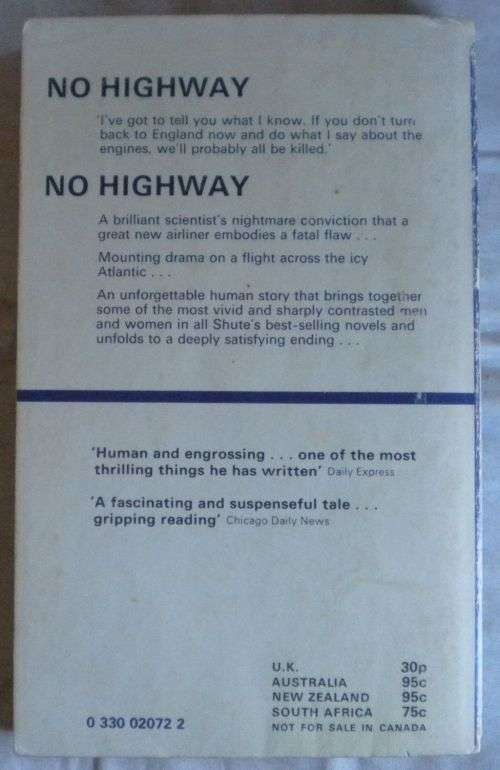 NO HIGHWAY
'I've got to tell you what I know. If you don't turn
back to England now and do what I say about the
engines, we'll probably all be killed.'
NO HIGHWAY
A brilliant scientist's nightmare conviction that a
great new airliner embodies a fatal flaw . . .
Mounting drama on a flight across the icy
Atlantic . . .
An unforgettable human story that brings together
some of the most vivid and sharply contrasted men
and women in all Shute's best-selling novels and
unfolds to a deeply satisfying ending . . .
'Human and engrossing . . . one of the most
thrilling things he has written' Daily Express
'A fascinating and suspenseful tale . . .
gripping reading' Chicago Daily News
U.K. 30p
AUSTRALIA 95c
NEW ZEALAND 95c
SOUTH AFRICA 75c
NOT FOR SALE IN CANADA
0 330 02072 2